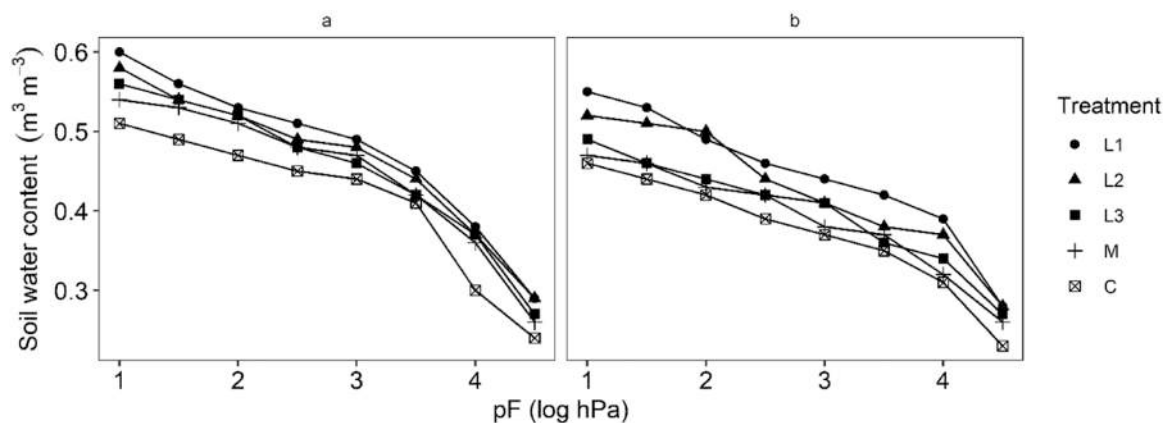 a
b
Soil water content (m³ m⁻³)
0.6
0.5
0.4
0.3
1
2
3
4
1
2
3
4
pF (log hPa)
Treatment
L1
L2
L3
M
C